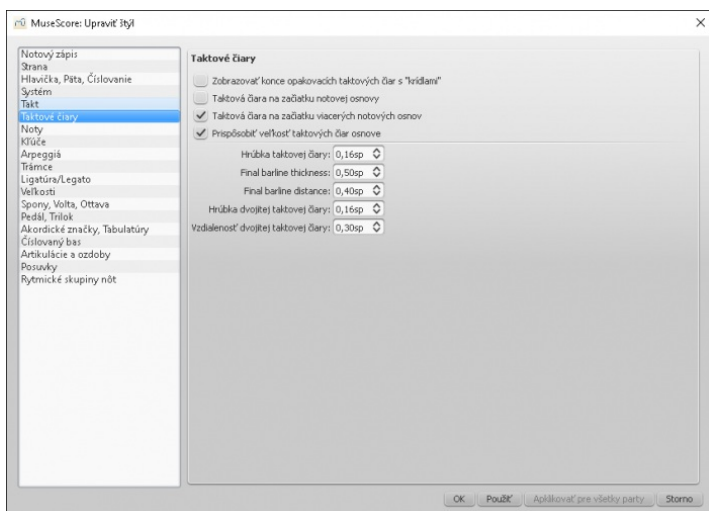 MuseScore: Upraviť štýl
Notový zápis
Strana
Hlavička, Päta, Číslovanie
Systém
Takt
Taktové čiary
Noty
Kľúče
Arpeggiá
Trámce
Ligatúra/Legato
Veľkosti
Spony, Volta, Ottava
Pedál, Trilok
Akordické značky, Tabulatúry
Číslovaný bas
Artikulácie a ozdoby
Posuvky
Rytmické skupiny nôt
Taktové čiary
Zobrazovať konce opakovacích taktových čiar s "krídlami"
Taktová čiara na začiatku notovej osnovy
Taktová čiara na začiatku viacerých notových osnov
Prispôsobiť veľkosť taktových čiar osnove
Hrúbka taktovej čiary: 0,16sp
Final barline thickness: 0,50sp
Final barline distance: 0,40sp
Hrúbka dvojitej taktovej čiary: 0,16sp
Vzdialenosť dvojitej taktovej čiary: 0,30sp
OK Použiť Aplikovať pre všetky party Storno